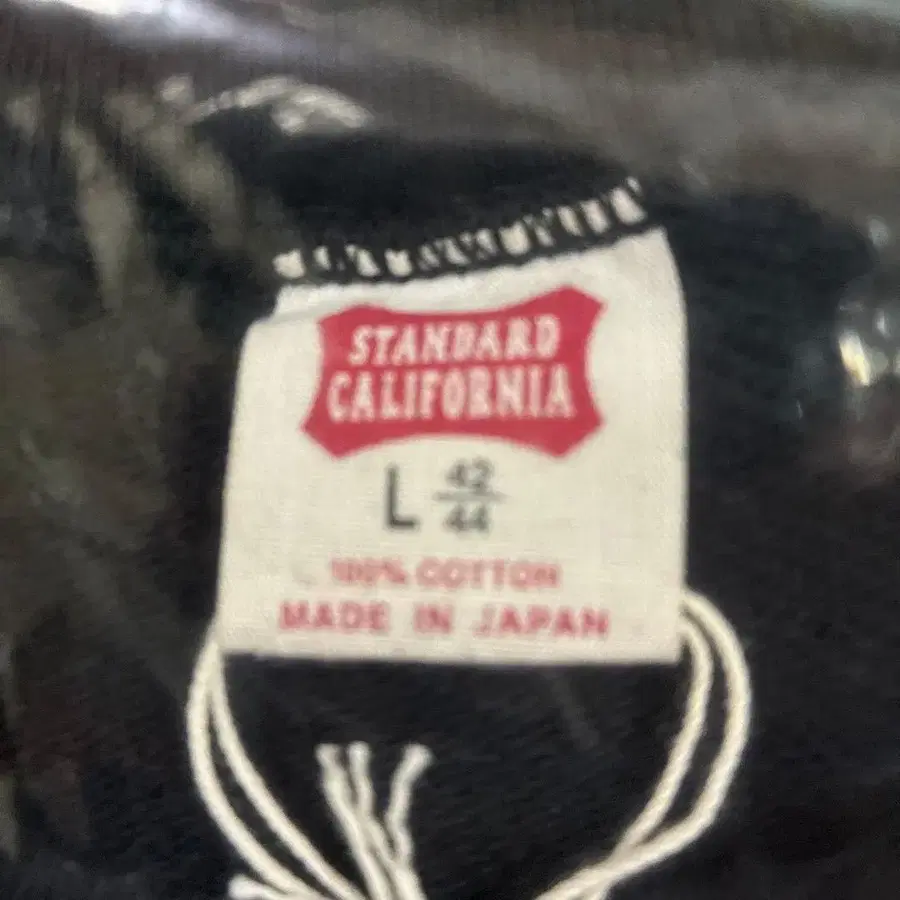 STANDARD
CALIFORNIA
L 42/44
100% COTTON
MADE IN JAPAN